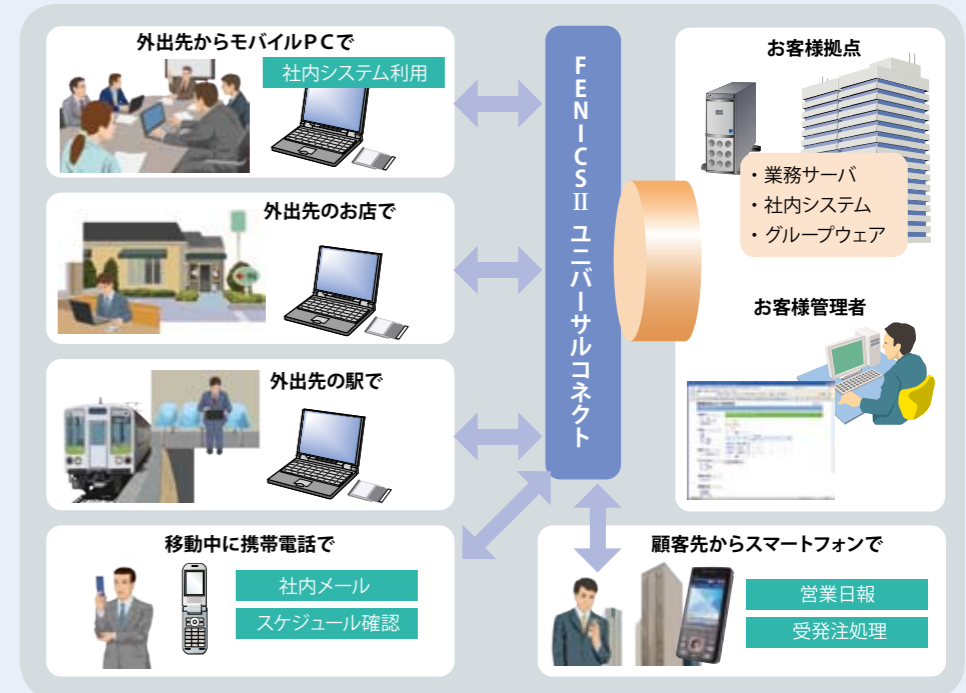 外出先からモバイルPCで
社内システム利用
外出先のお店で
外出先の駅で
移動中に携帯電話で
社内メール
スケジュール確認
FENICSⅡ ユニバーサルコネクト
お客様拠点
・業務サーバ
・社内システム
・グループウェア
お客様管理者
顧客先からスマートフォンで
営業日報
受発注処理